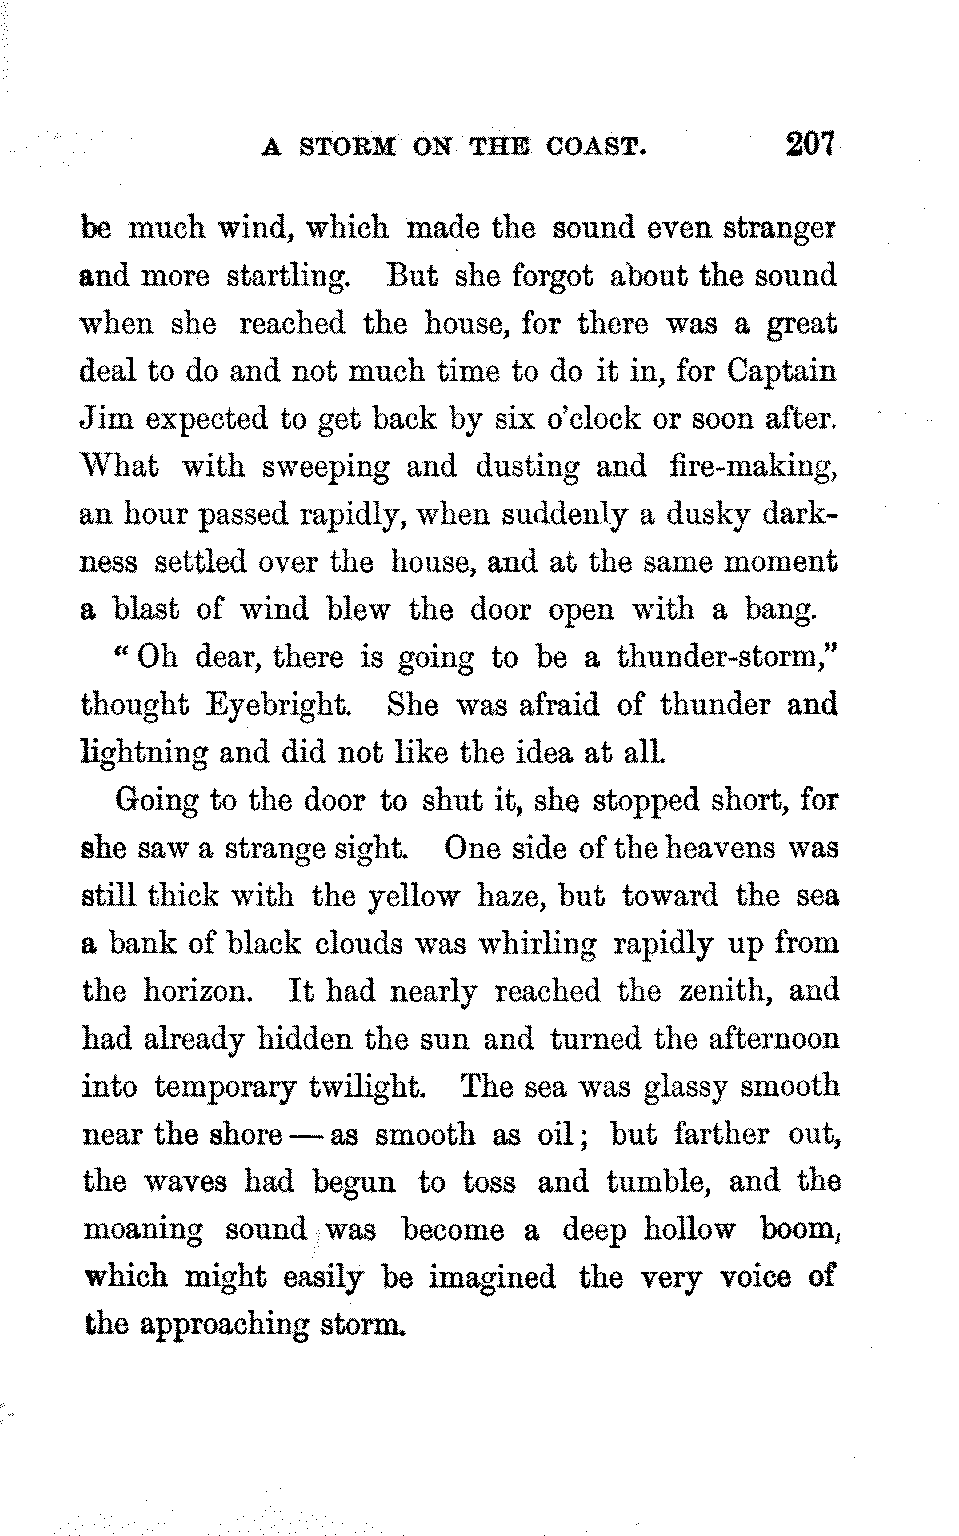 A STORM ON THE COAST. 207
be much wind, which made the sound even stranger
and more startling. But she forgot about the sound
when she reached the house, for there was a great
deal to do and not much time to do it in, for Captain
Jim expected to get back by six o'clock or soon after.
What with sweeping and dusting and fire-making,
an hour passed rapidly, when suddenly a dusky dark-
ness settled over the house, and at the same moment
a blast of wind blew the door open with a bang.
“Oh dear, there is going to be a thunder-storm,”
thought Eyebright. She was afraid of thunder and
lightning and did not like the idea at all.
Going to the door to shut it, she stopped short, for
she saw a strange sight. One side of the heavens was
still thick with the yellow haze, but toward the sea
a bank of black clouds was whirling rapidly up from
the horizon. It had nearly reached the zenith, and
had already hidden the sun and turned the afternoon
into temporary twilight. The sea was glassy smooth
near the shore — as smooth as oil; but farther out,
the waves had begun to toss and tumble, and the
moaning sound was become a deep hollow boom,
which might easily be imagined the very voice of
the approaching storm.